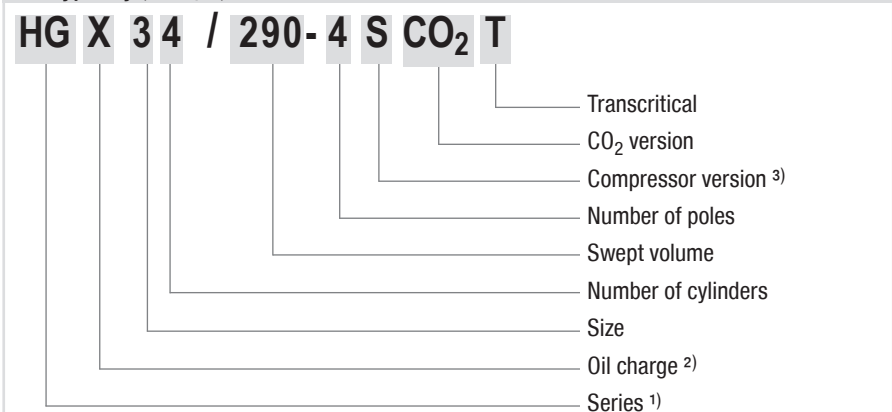 HG X 3 4 / 290- 4 S CO₂ T
Transcritical
CO₂ version
Compressor version ³⁾
Number of poles
Swept volume
Number of cylinders
Size
Oil charge ²⁾
Series ¹⁾